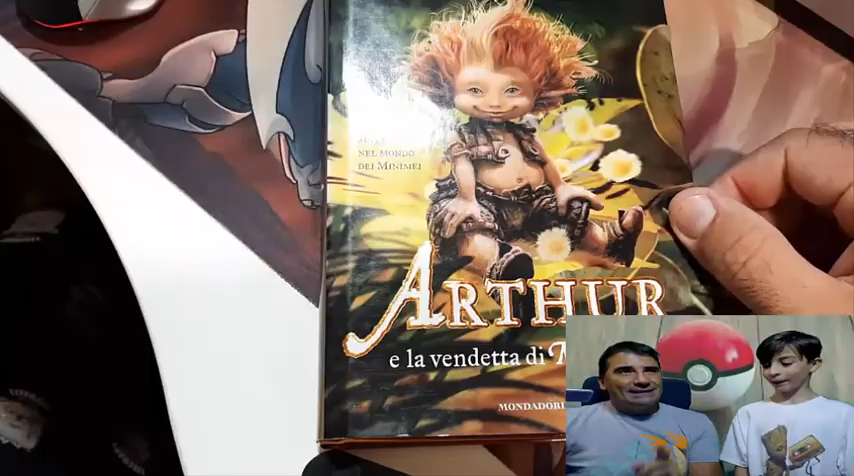 NEL MONDO
DEI MINIMEI
ARTHUR
e la vendetta di
MONDADORI